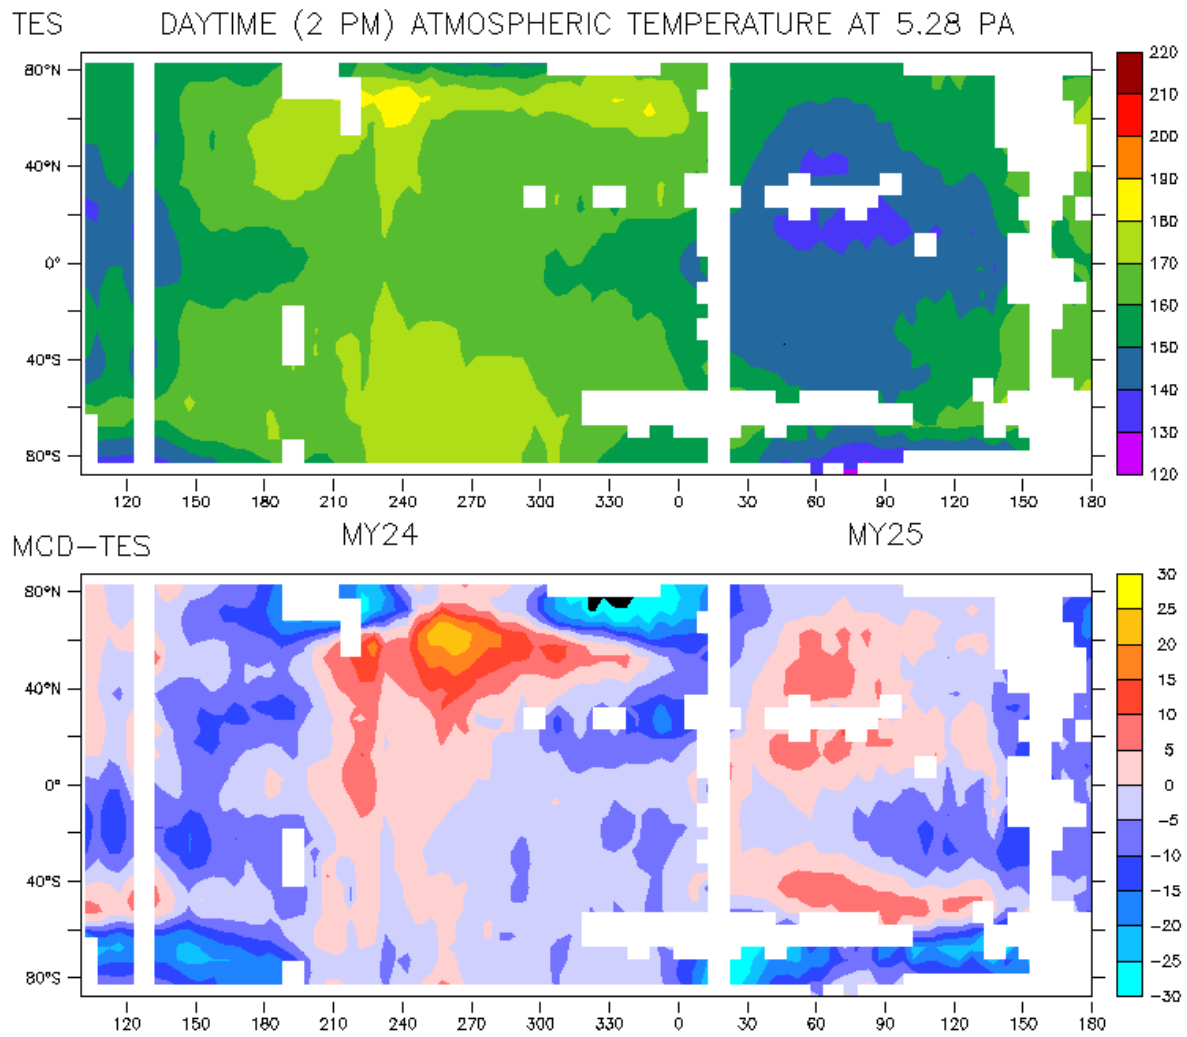 TES DAYTIME (2 PM) ATMOSPHERIC TEMPERATURE AT 5.28 PA
80°N
40°N
0°
40°S
80°S
220
210
200
190
180
170
160
150
140
130
120
120 150 180 210 240 270 300 330 0 30 60 90 120 150 180
MY24 MY25
MCD-TES
80°N
40°N
0°
40°S
80°S
30
25
20
15
10
5
0
-5
-10
-15
-20
-25
-30
120 150 180 210 240 270 300 330 0 30 60 90 120 150 180